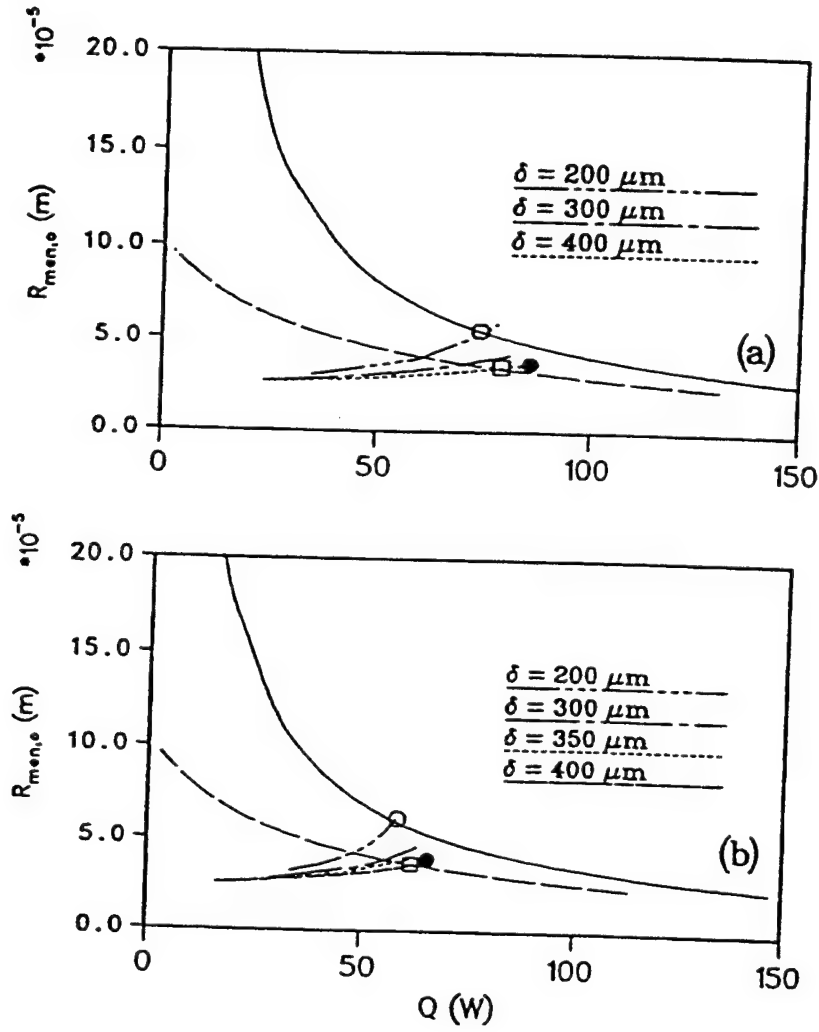 *10⁻⁵
20.0
15.0
10.0
5.0
0.0
R_men,o (m)
δ = 200 μm
δ = 300 μm
δ = 400 μm
(a)
0 50 100 150
*10⁻⁵
20.0
15.0
10.0
5.0
0.0
R_men,o (m)
δ = 200 μm
δ = 300 μm
δ = 350 μm
δ = 400 μm
(b)
0 50 100 150
Q (W)